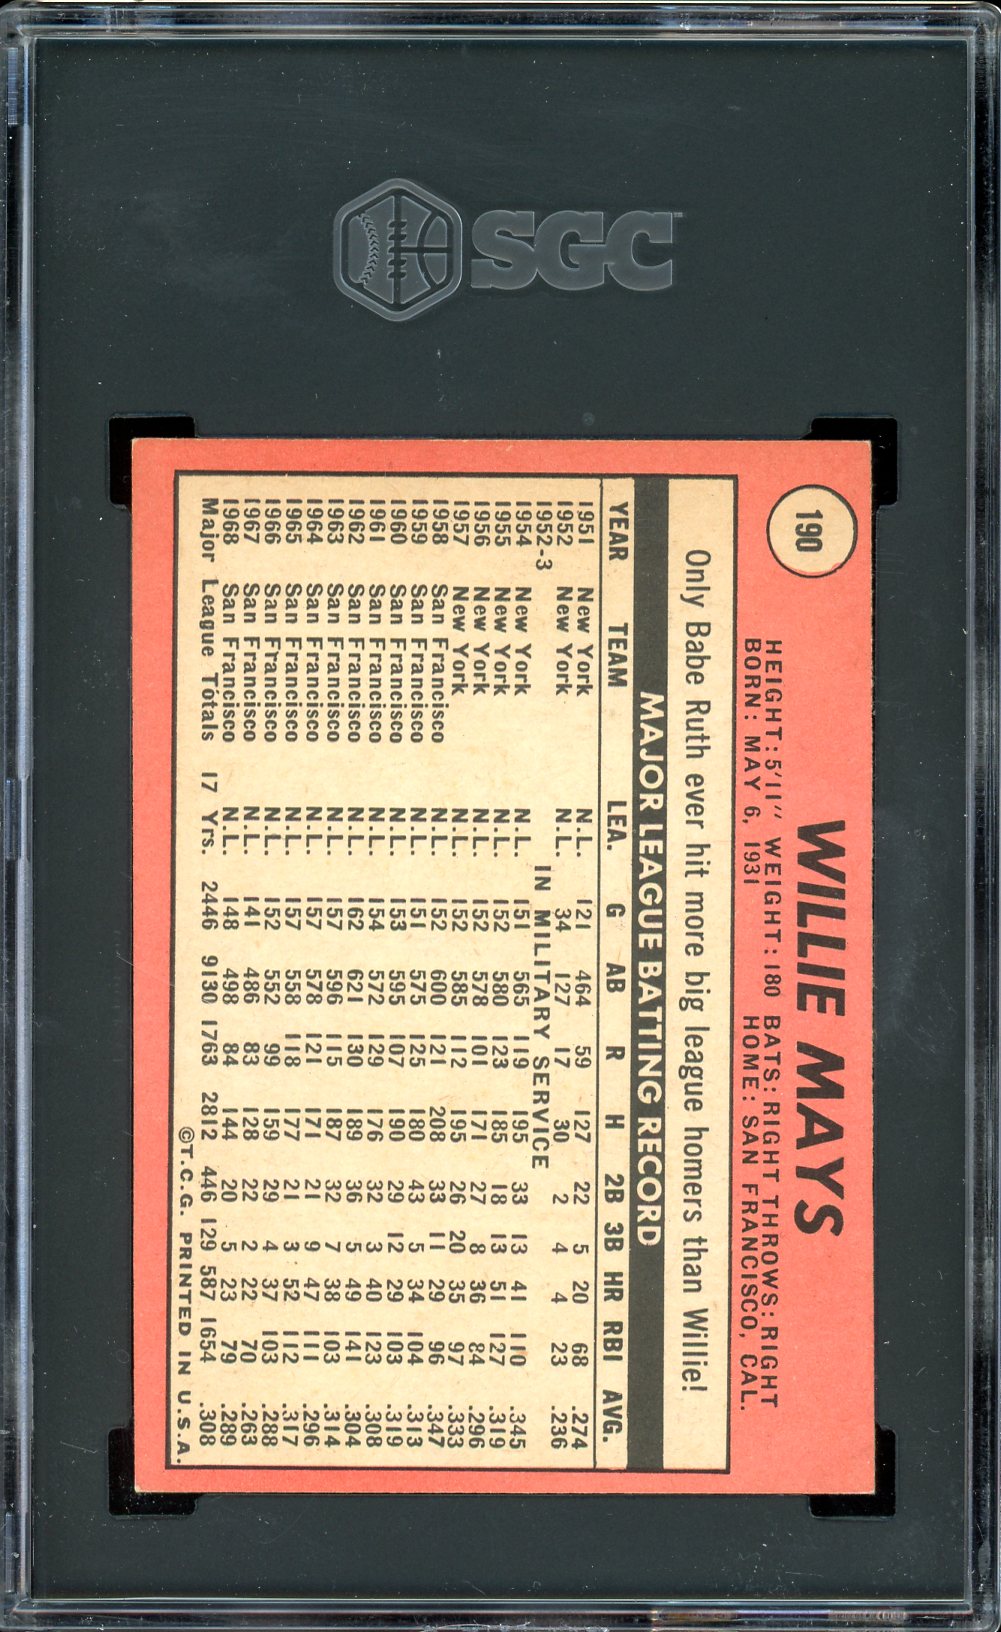 SGC
190
WILLIE MAYS
HEIGHT: 5'11" WEIGHT: 180 BATS: RIGHT THROWS: RIGHT
BORN: MAY 6, 1931 HOME: SAN FRANCISCO, CAL.
Only Babe Ruth ever hit more big league homers than Willie!
MAJOR LEAGUE BATING RECORD
YEAR TEAM LEA. G AB R H 2B 3B HR RBI AVG.
1951 New York N.L. 121 464 59 127 22 5 20 68 .274
1952 New York N.L. 34 127 17 30 2 4 4 23 .236
1952-3 IN MILITARY SERVICE
1954 New York N.L. 151 565 119 195 33 13 41 110 .345
1955 New York N.L. 152 580 123 185 18 13 51 127 .319
1956 New York N.L. 152 578 101 171 27 8 36 84 .296
1957 New York N.L. 152 585 112 195 26 20 35 97 .333
1958 San Francisco N.L. 152 600 121 208 33 11 29 96 .347
1959 San Francisco N.L. 151 575 125 180 43 5 34 104 .313
1960 San Francisco N.L. 153 595 107 190 29 12 29 103 .319
1961 San Francisco N.L. 154 572 129 176 32 3 40 123 .308
1962 San Francisco N.L. 162 621 130 189 36 5 49 141 .304
1963 San Francisco N.L. 157 596 115 187 32 7 38 103 .314
1964 San Francisco N.L. 157 578 121 171 21 9 47 111 .296
1965 San Francisco N.L. 157 558 118 177 21 3 52 112 .317
1966 San Francisco N.L. 152 552 99 159 29 4 37 103 .288
1967 San Francisco N.L. 141 486 83 128 22 2 22 70 .263
1968 San Francisco N.L. 148 498 84 144 20 5 23 79 .289
Major League Totals 17 Yrs. 2446 9130 1763 2812 446 129 587 1654 .308
©T.C.G. PRINTED IN U.S.A.